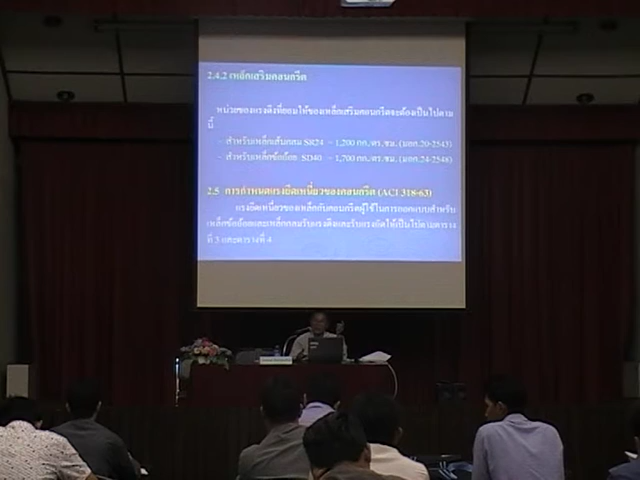 2.4.2 เหล็กเสริมคอนกรีต
หน่วยของแรงดึงที่ยอมให้ของเหล็กเสริมคอนกรีตจะต้องเป็นไปตาม
นี้
- สำหรับเหล็กเส้นกลม SR24 = 1,200 กก./ตร.ซม. (มอก.20-2543)
- สำหรับเหล็กข้ออ้อย SD40 = 1,700 กก./ตร.ซม. (มอก.24-2548)
2.5 การกำหนดแรงยึดเหนี่ยวของคอนกรีต (ACI 318-63)
แรงยึดเหนี่ยวของเหล็กกับคอนกรีตผู้ใช้ในการออกแบบสำหรับ
เหล็กข้ออ้อยและเหล็กกลมรับแรงดึงและรับแรงอัดให้เป็นไปตามตาราง
ที่ 3 และตารางที่ 4